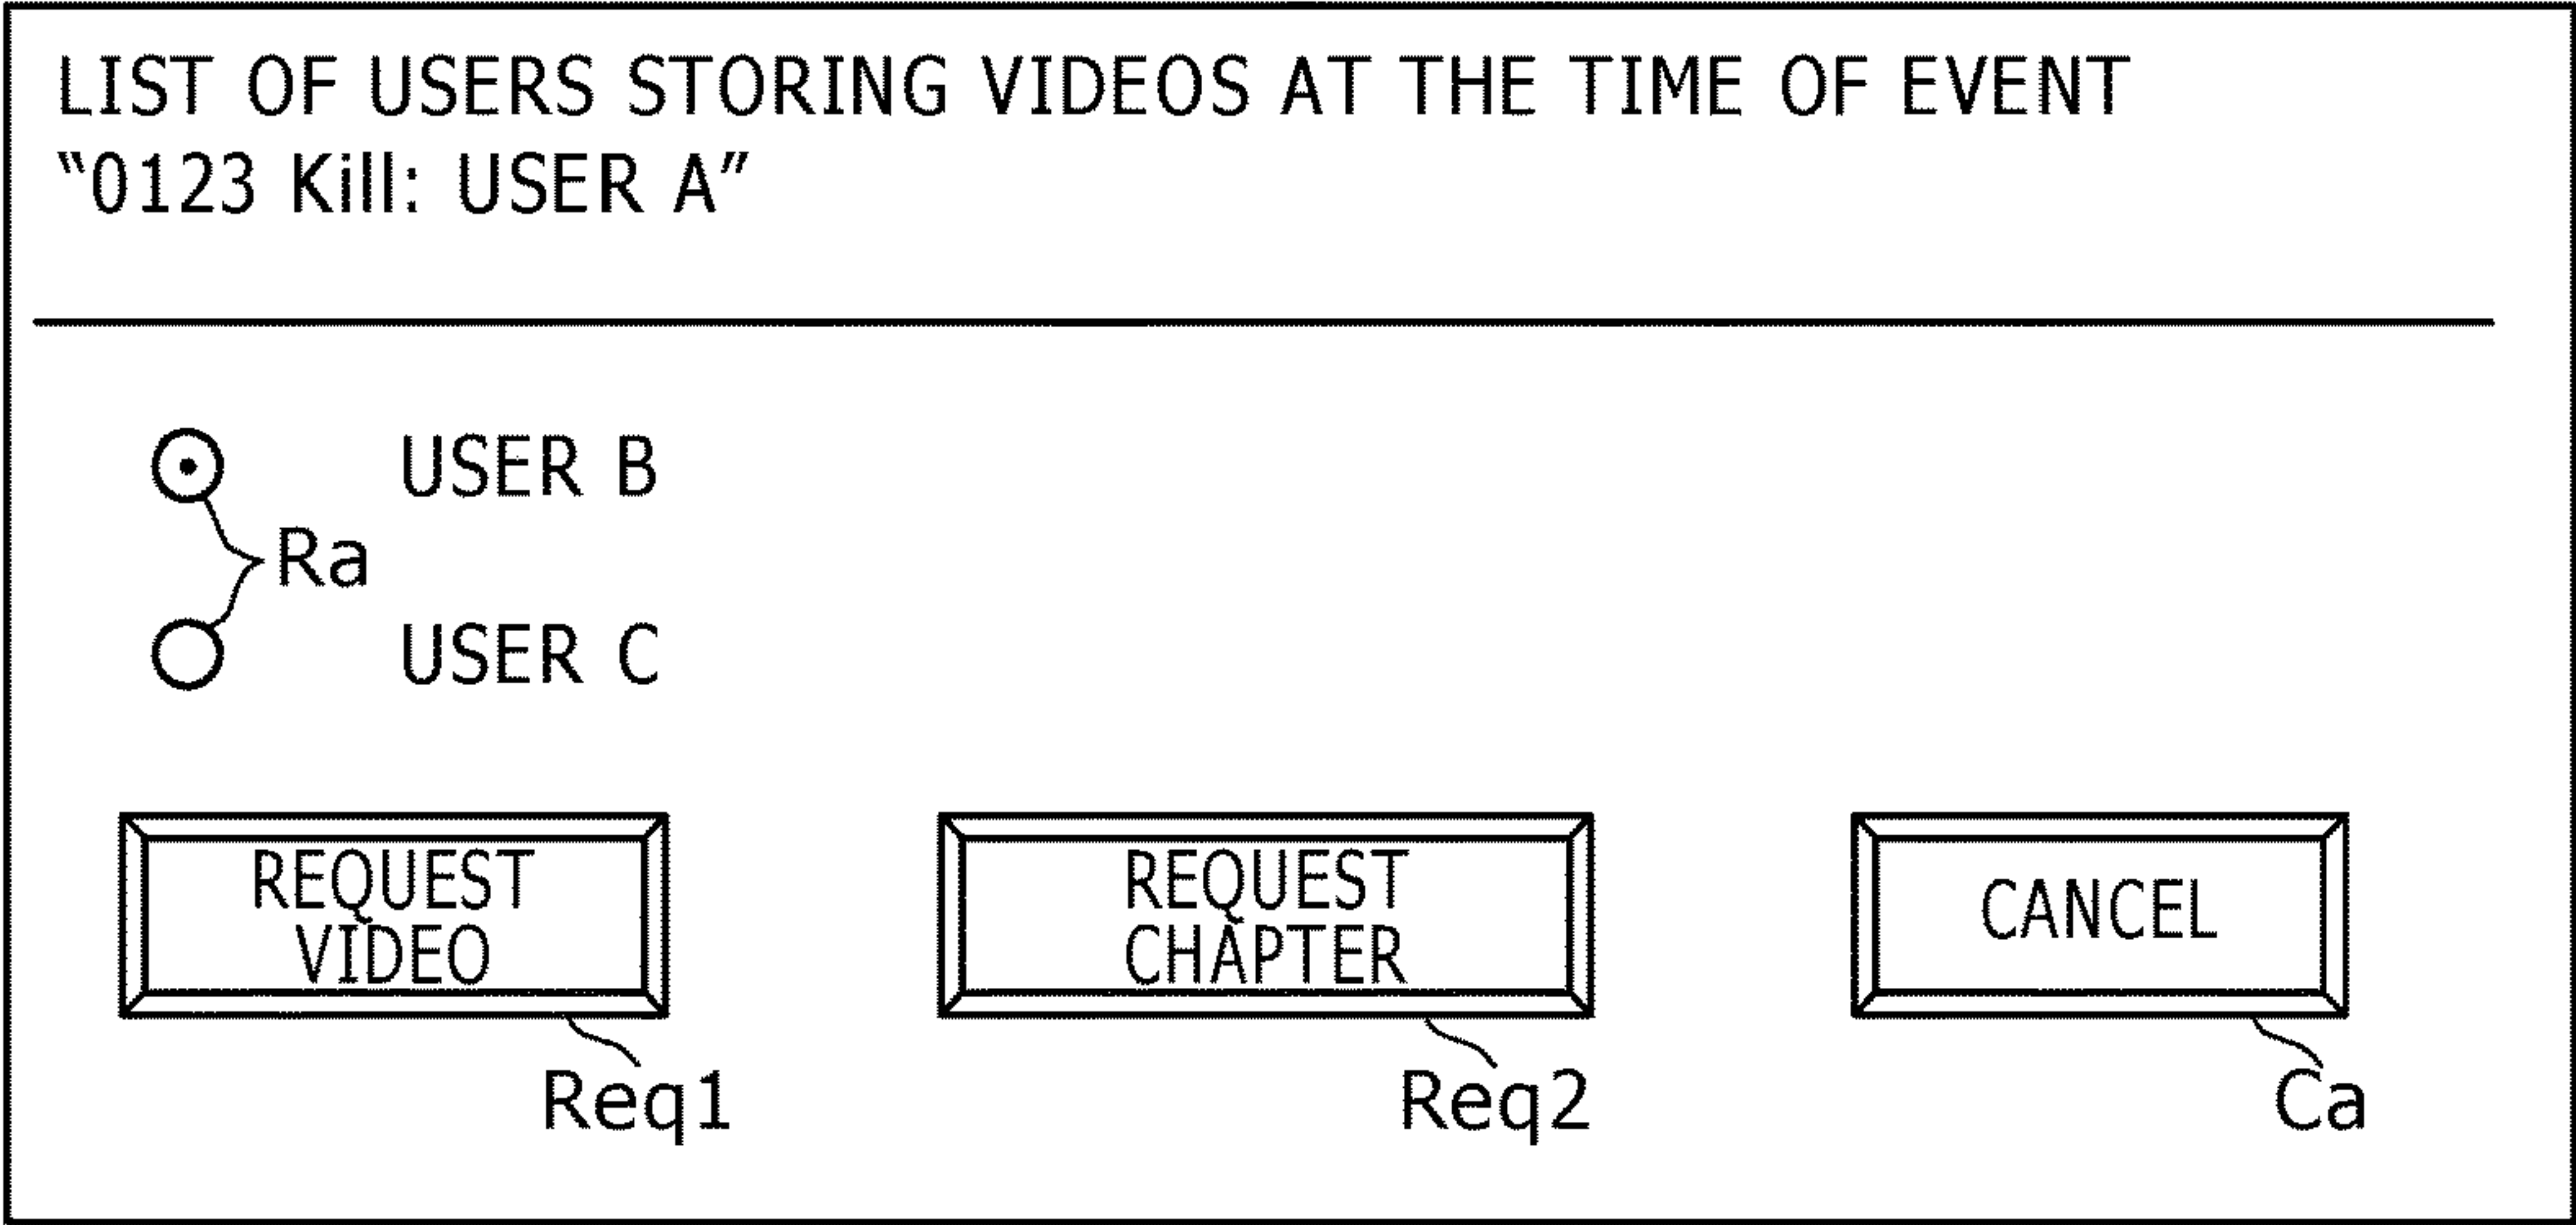 LIST OF USERS STORING VIDEOS AT THE TIME OF EVENT
“0123 Kill: USER A”
USER B
Ra
USER C
REQUEST
VIDEO
REQUEST
CHAPTER
CANCEL
Req1
Req2
Ca